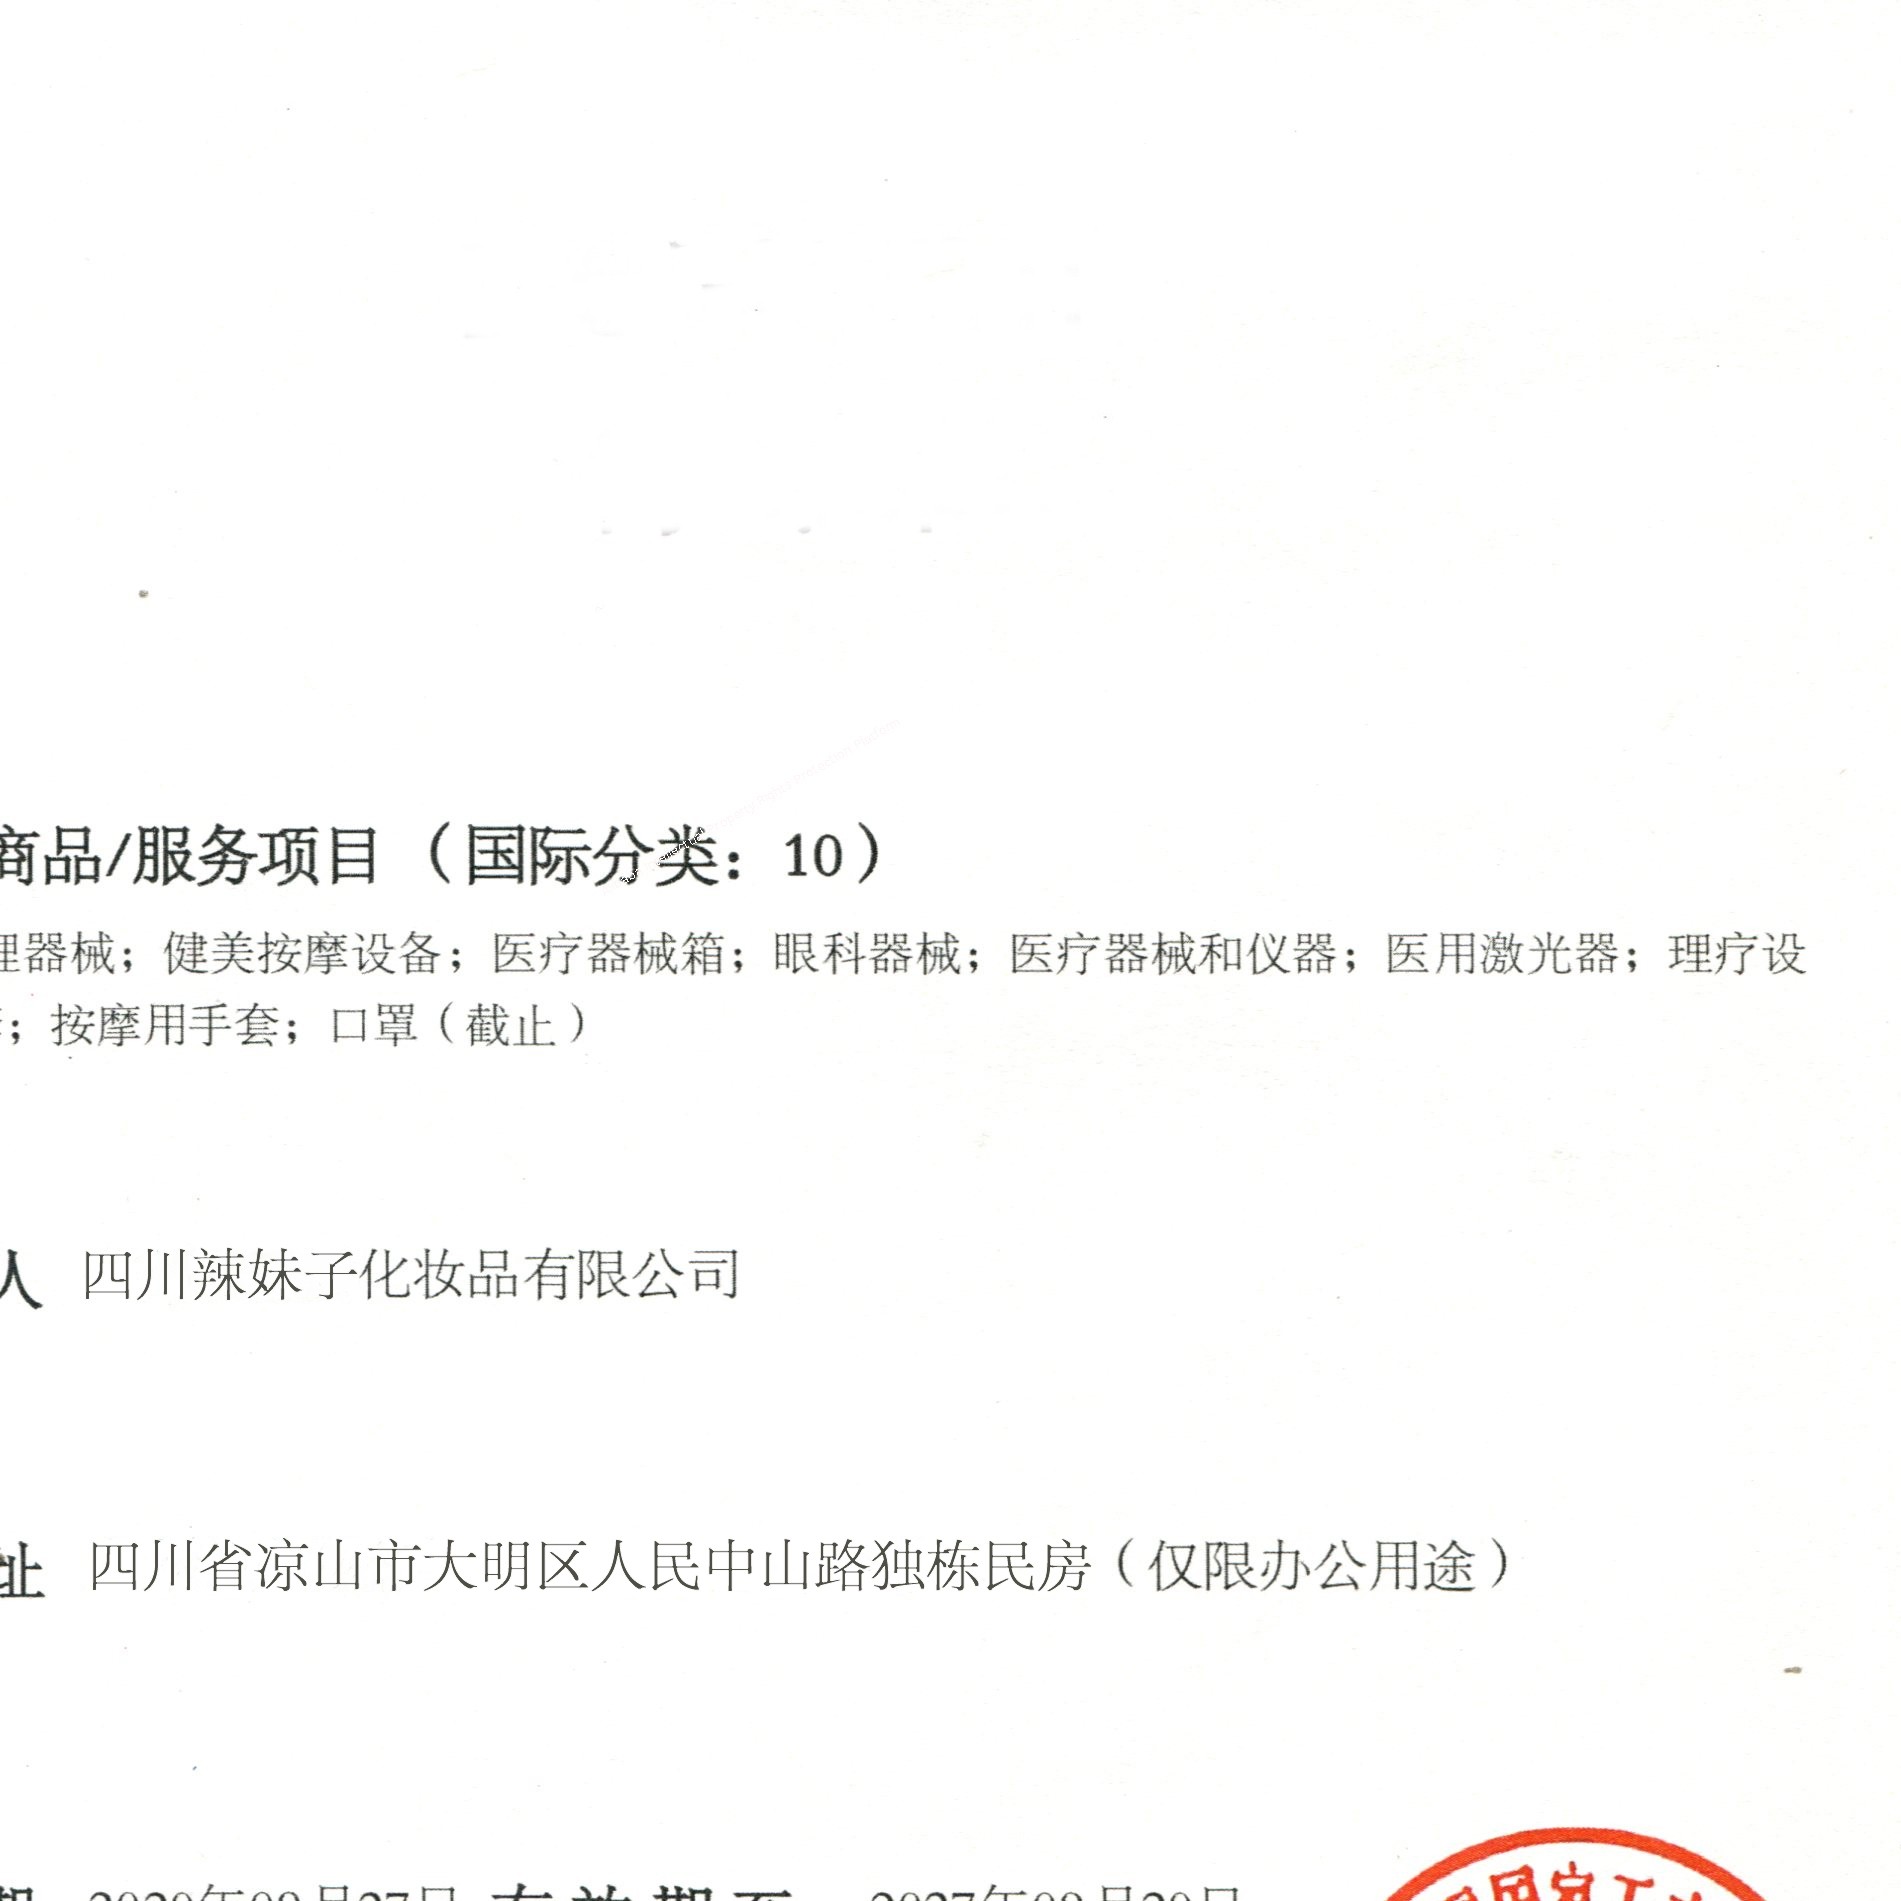 商品/服务项目（国际分类：10）
器械；健美按摩设备；医疗器械箱；眼科器械；医疗器械和仪器；医用激光器；理疗设
；按摩用手套；口罩（截止）
人 四川辣妹子化妆品有限公司
址 四川省凉山市大明区人民中山路独栋民房（仅限办公用途）
有效期至